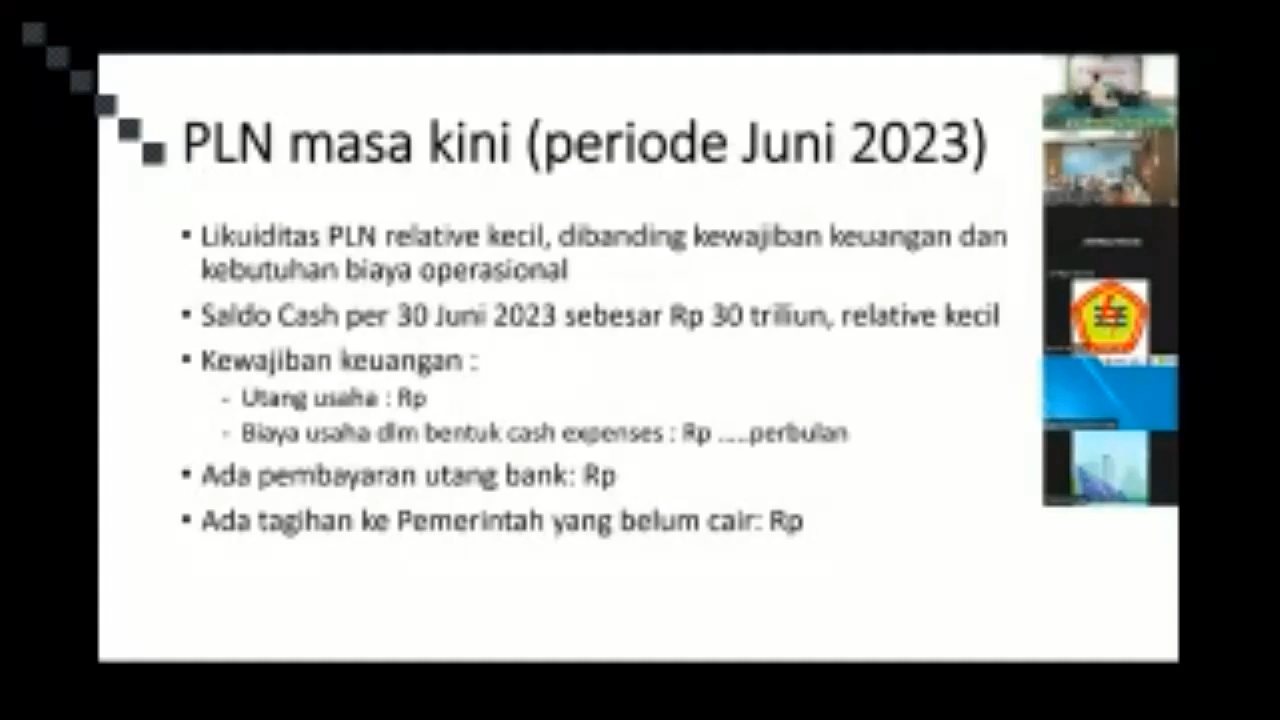 PLN masa kini (periode Juni 2023)
▪ Likuiditas PLN relative kecil, dibanding kewajiban keuangan dan
kebutuhan biaya operasional
▪ Saldo Cash per 30 Juni 2023 sebesar Rp 30 triliun, relative kecil
▪ Kewajiban keuangan :
- Utang usaha : Rp
- Biaya usaha dlm bentuk cash expenses : Rp .....perbulan
▪ Ada pembayaran utang bank: Rp
▪ Ada tagihan ke Pemerintah yang belum cair: Rp